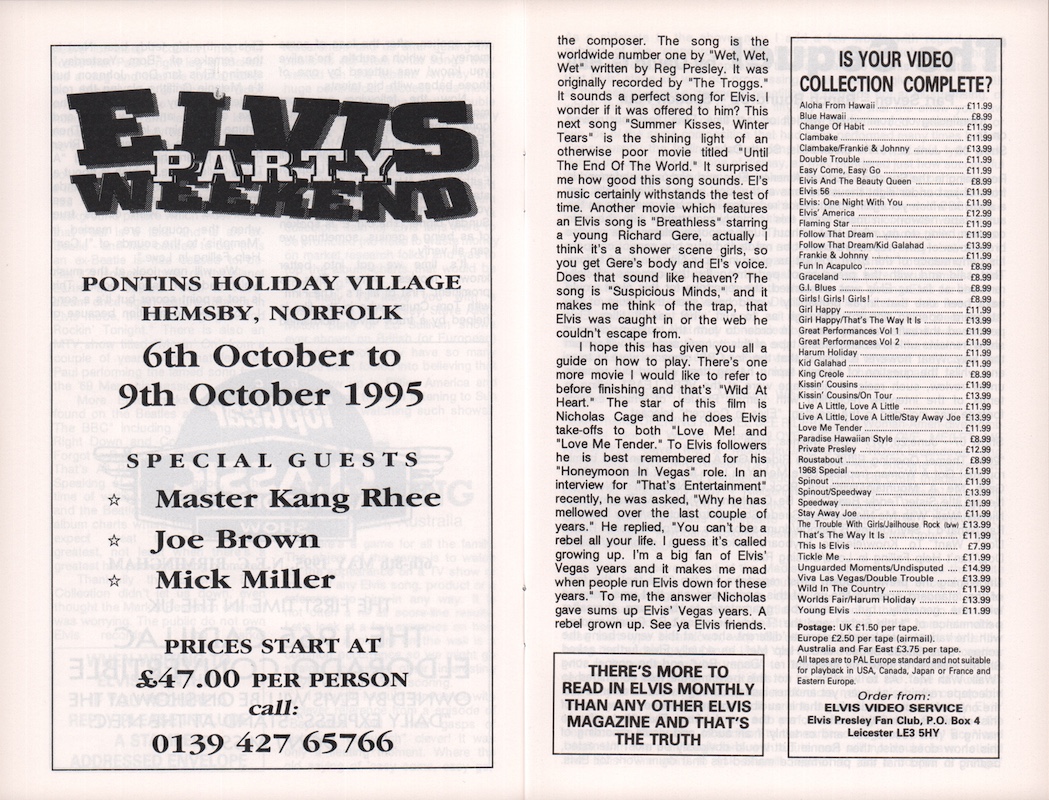 ELVIS
PARTY
WEEKEND
PONTINS HOLIDAY VILLAGE
HEMSBY, NORFOLK
6th October to
9th October 1995
SPECIAL GUESTS
☆ Master Kang Rhee
☆ Joe Brown
☆ Mick Miller
PRICES START AT
£47.00 PER PERSON
call:
0139 427 65766
the composer. The song is the
worldwide number one by "Wet, Wet,
Wet" written by Reg Presley. It was
originally recorded by "The Troggs."
It sounds a perfect song for Elvis. I
wonder if it was offered to him? This
next song "Summer Kisses, Winter
Tears" is the shining light of an
otherwise poor movie titled "Until
The End Of The World." It surprised
me how good this song sounds. El's
music certainly withstands the test of
time. Another movie which features
an Elvis song is "Breathless" starring
a young Richard Gere, actually I
think it's a shower scene girls, so
you get Gere's body and El's voice.
Does that sound like heaven? The
song is "Suspicious Minds," and it
makes me think of the trap, that
Elvis was caught in or the web he
couldn't escape from.
I hope this has given you all a
guide on how to play. There's one
more movie I would like to refer to
before finishing and that's "Wild At
Heart." The star of this film is
Nicholas Cage and he does Elvis
take-offs to both "Love Me! and
"Love Me Tender." To Elvis followers
he is best remembered for his
"Honeymoon In Vegas" role. In an
interview for "That's Entertainment"
recently, he was asked, "Why he has
mellowed over the last couple of
years." He replied, "You can't be a
rebel all your life. I guess it's called
growing up. I'm a big fan of Elvis'
Vegas years and it makes me mad
when people run Elvis down for these
years." To me, the answer Nicholas
gave sums up Elvis' Vegas years. A
rebel grown up. See ya Elvis friends.
THERE'S MORE TO
READ IN ELVIS MONTHLY
THAN ANY OTHER ELVIS
MAGAZINE AND THAT'S
THE TRUTH
IS YOUR VIDEO
COLLECTION COMPLETE?
Aloha From Hawaii ........ £11.99
Blue Hawaii ........ £8.99
Change Of Habit ........ £11.99
Clambake ........ £11.99
Clambake/Frankie & Johnny ........ £13.99
Double Trouble ........ £11.99
Easy Come, Easy Go ........ £11.99
Elvis And The Beauty Queen ........ £8.99
Elvis 56 ........ £11.99
Elvis: One Night With You ........ £11.99
Elvis' America ........ £12.99
Flaming Star ........ £11.99
Follow That Dream ........ £11.99
Follow That Dream/Kid Galahad ........ £13.99
Frankie & Johnny ........ £11.99
Fun In Acapulco ........ £8.99
Graceland ........ £8.99
G.I. Blues ........ £8.99
Girls! Girls! Girls! ........ £8.99
Girl Happy ........ £11.99
Girl Happy/That's The Way It Is ........ £13.99
Great Performances Vol 1 ........ £11.99
Great Performances Vol 2 ........ £11.99
Harum Holiday ........ £11.99
Kid Galahad ........ £11.99
King Creole ........ £8.99
Kissin' Cousins ........ £11.99
Kissin' Cousins/On Tour ........ £13.99
Live A Little, Love A Little ........ £11.99
Live A Little, Love A Little/Stay Away Joe £13.99
Love Me Tender ........ £11.99
Paradise Hawaiian Style ........ £8.99
Private Presley ........ £12.99
Roustabout ........ £8.99
1968 Special ........ £11.99
Spinout ........ £11.99
Spinout/Speedway ........ £13.99
Speedway ........ £11.99
Stay Away Joe ........ £11.99
The Trouble With Girls/Jailhouse Rock (b/w) £13.99
That's The Way It Is ........ £11.99
This Is Elvis ........ £7.99
Tickle Me ........ £11.99
Unguarded Moments/Undisputed .... £14.99
Viva Las Vegas/Double Trouble ........ £13.99
Wild In The Country ........ £11.99
Worlds Fair/Harum Holiday ........ £13.99
Young Elvis ........ £11.99
Postage: UK £1.50 per tape.
Europe £2.50 per tape (airmail).
Australia and Far East £3.75 per tape.
All tapes are to PAL Europe standard and not suitable
for playback in USA, Canada, Japan or France and
Eastern Europe.
Order from:
ELVIS VIDEO SERVICE
Elvis Presley Fan Club, P.O. Box 4
Leicester LE3 5HY